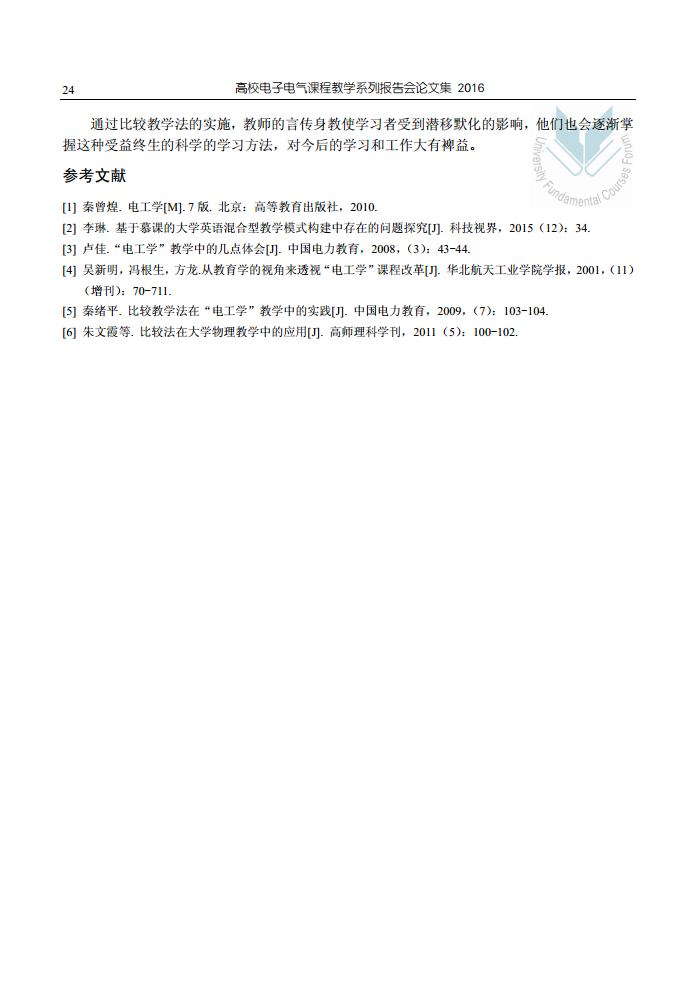 24
高校电子电气课程教学系列报告会论文集 2016
通过比较教学法的实施，教师的言传身教使学习者受到潜移默化的影响，他们也会逐渐掌
握这种受益终生的科学的学习方法，对今后的学习和工作大有裨益。
参考文献
[1] 秦曾煌. 电工学[M]. 7 版. 北京：高等教育出版社，2010.
[2] 李琳. 基于慕课的大学英语混合型教学模式构建中存在的问题探究[J]. 科技视界，2015（12）：34.
[3] 卢佳.“电工学”教学中的几点体会[J]. 中国电力教育，2008，（3）：43-44.
[4] 吴新明，冯根生，方龙.从教育学的视角来透视“电工学”课程改革[J]. 华北航天工业学院学报，2001，（11）
（增刊）：70-711.
[5] 秦绪平. 比较教学法在“电工学”教学中的实践[J]. 中国电力教育，2009，（7）：103-104.
[6] 朱文霞等. 比较法在大学物理教学中的应用[J]. 高师理科学刊，2011（5）：100-102.
University Fundamental Courses Forum